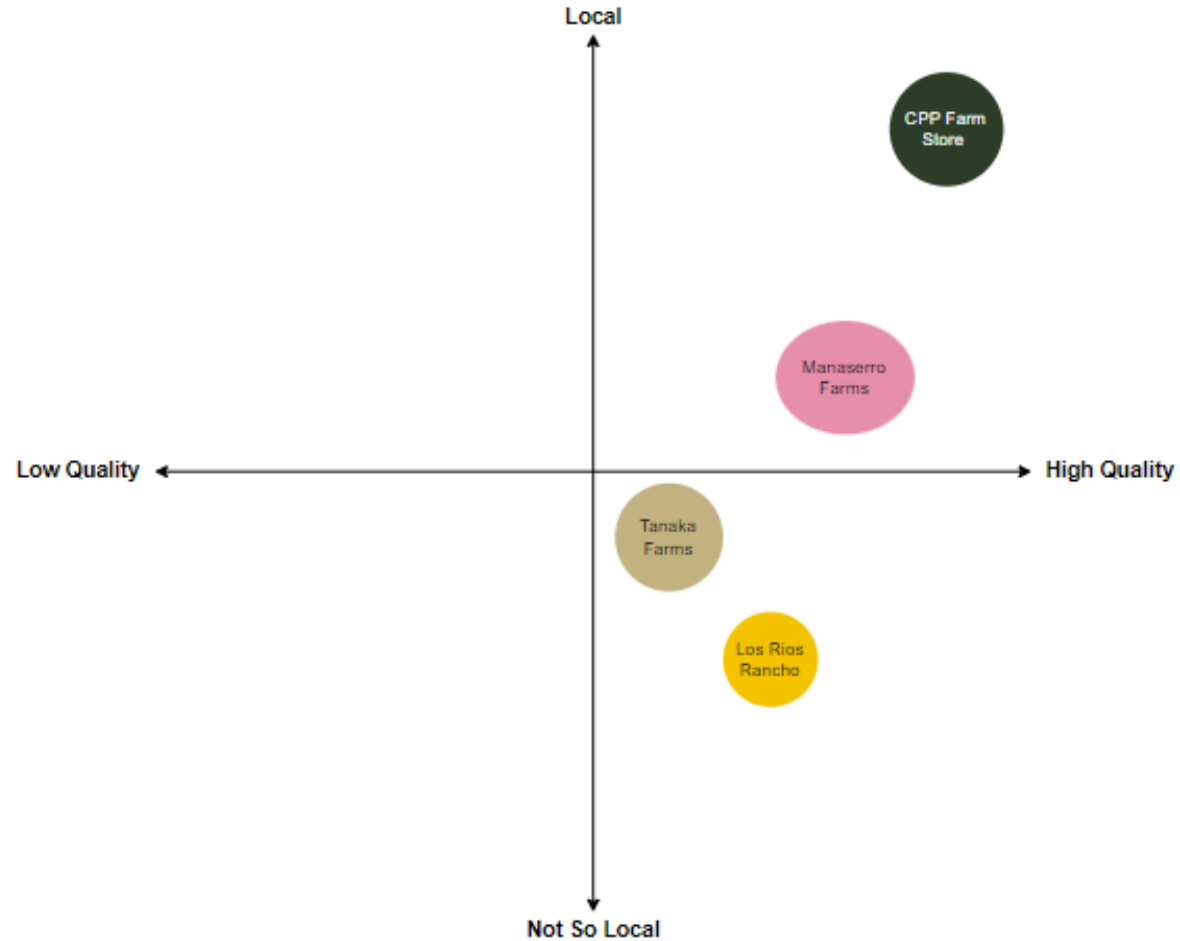 Local
CPP Farm
Store
Manaserro
Farms
Low Quality
High Quality
Tanaka
Farms
Los Rios
Rancho
Not So Local